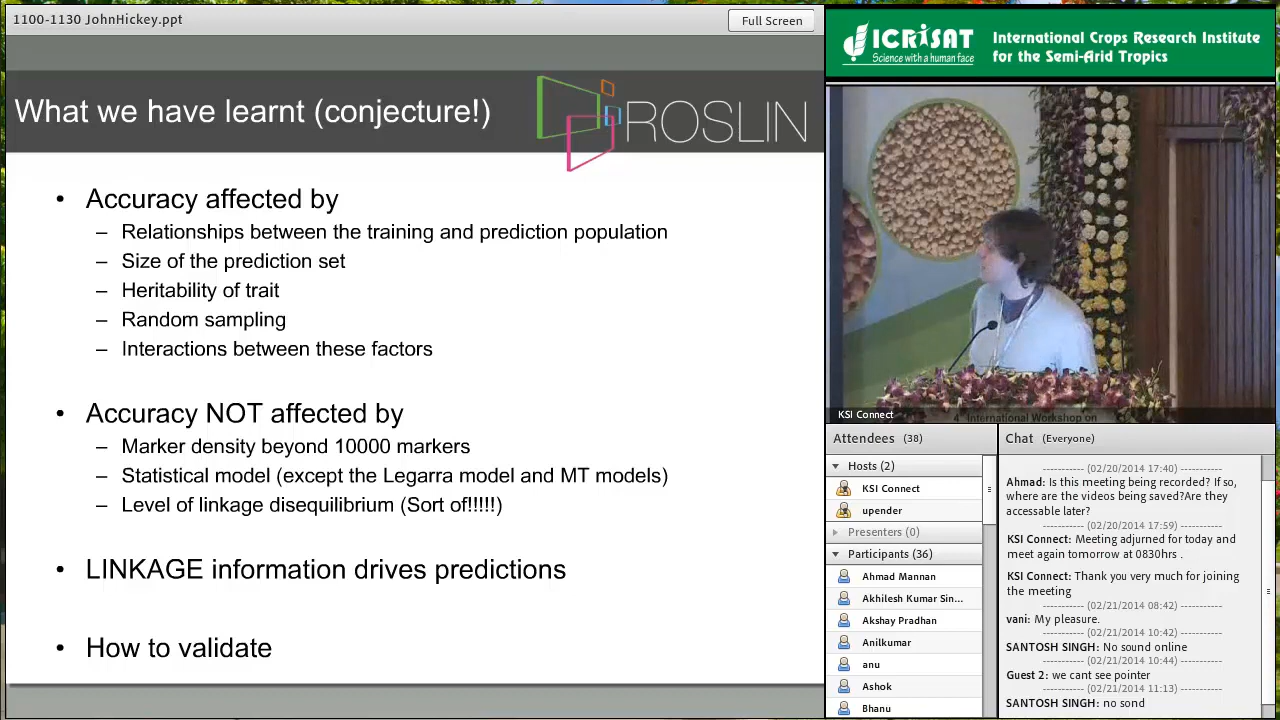 1100-1130 JohnHickey.ppt
Full Screen
What we have learnt (conjecture!)
ROSLIN
• Accuracy affected by
– Relationships between the training and prediction population
– Size of the prediction set
– Heritability of trait
– Random sampling
– Interactions between these factors
• Accuracy NOT affected by
– Marker density beyond 10000 markers
– Statistical model (except the Legarra model and MT models)
– Level of linkage disequilibrium (Sort of!!!!!)
• LINKAGE information drives predictions
• How to validate
ICRISAT
Science with a human face
International Crops Research Institute
for the Semi-Arid Tropics
4 International Workshop on
KSI Connect
Attendees (38)
Hosts (2)
KSI Connect
upender
Presenters (0)
Participants (36)
Ahmad Mannan
Akhilesh Kumar Sin...
Akshay Pradhan
Anilkumar
anu
Ashok
Bhanu
Chat (Everyone)
---------- (02/20/2014 17:40) ----------
Ahmad: Is this meeting being recorded? If so,
where are the videos being saved?Are they
accessable later?
---------- (02/20/2014 17:59) ----------
KSI Connect: Meeting adjurned for today and
meet again tomorrow at 0830hrs .
KSI Connect: Thank you very much for joining
the meeting
---------- (02/21/2014 08:42) ----------
vani: My pleasure.
---------- (02/21/2014 10:42) ----------
SANTOSH SINGH: No sound online
---------- (02/21/2014 10:44) ----------
Guest 2: we cant see pointer
---------- (02/21/2014 11:13) ----------
SANTOSH SINGH: no sond